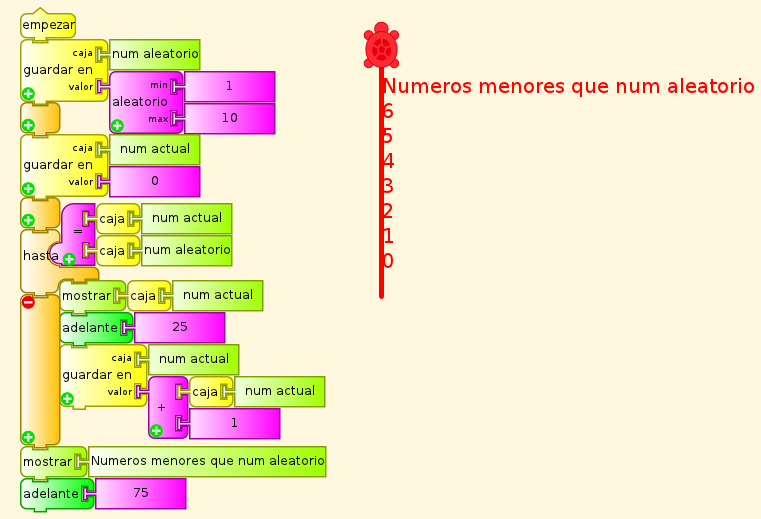 empezar
caja num aleatorio
guardar en
valor aleatorio min 1
max 10
caja num actual
guardar en
valor 0
hasta = caja num actual
caja num aleatorio
mostrar caja num actual
adelante 25
caja num actual
guardar en
valor + caja num actual
1
mostrar Numeros menores que num aleatorio
adelante 75
Numeros menores que num aleatorio
6
5
4
3
2
1
0